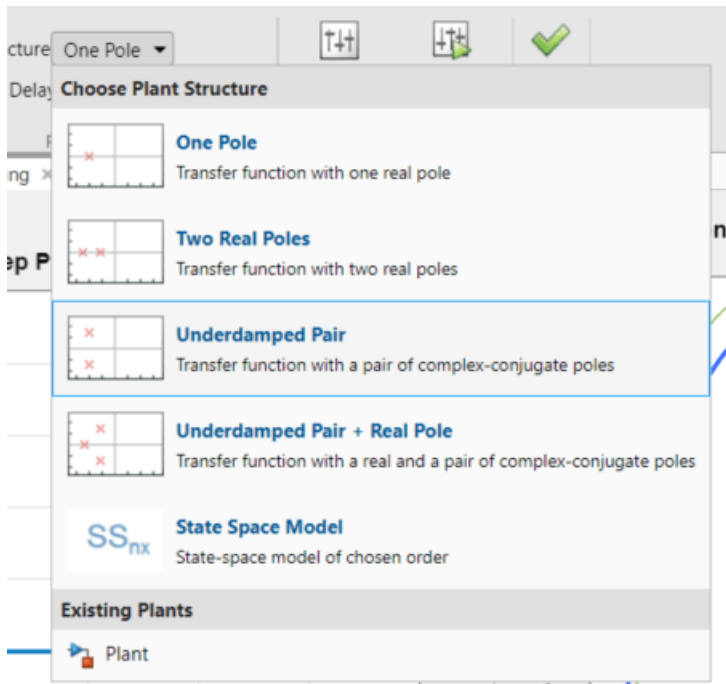 cture One Pole
Delay
Choose Plant Structure
One Pole
Transfer function with one real pole
ng ×
Two Real Poles
ep P
Transfer function with two real poles
Underdamped Pair
Transfer function with a pair of complex-conjugate poles
Underdamped Pair + Real Pole
Transfer function with a real and a pair of complex-conjugate poles
SSnx
State Space Model
State-space model of chosen order
Existing Plants
Plant